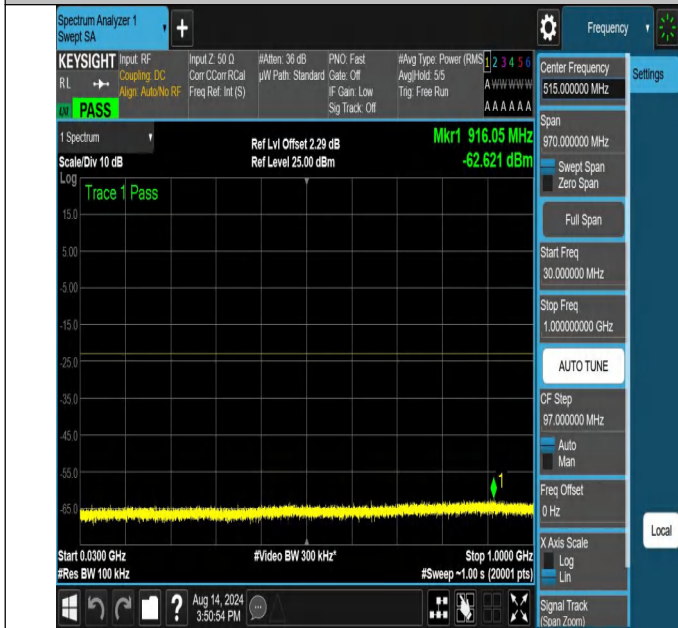 Spectrum Analyzer 1
Swept SA
+
Frequency
KEYSIGHT
RL
PASS
Input: RF
Coupling: DC
Align: Auto/No RF
Input Z: 50 Ω
Corr CCorr RCal
Freq Ref: Int (S)
#Atten: 36 dB
µW Path: Standard
PNO: Fast
Gate: Off
IF Gain: Low
Sig Track: Off
#Avg Type: Power (RMS
Avg|Hold: 5/5
Trig: Free Run
1 2 3 4 5 6
A W W W W W
A A A A A A
1 Spectrum
Scale/Div 10 dB
Ref Lvl Offset 2.29 dB
Ref Level 25.00 dBm
Mkr1 916.05 MHz
-62.621 dBm
Log
Trace 1 Pass
15.0
5.00
-5.00
-15.0
-25.0
-35.0
-45.0
-55.0
-65.0
1
Start 0.0300 GHz
#Res BW 100 kHz
#Video BW 300 kHz*
Stop 1.0000 GHz
#Sweep ~1.00 s (20001 pts)
Aug 14, 2024
3:50:54 PM
?
Center Frequency
515.000000 MHz
Settings
Span
970.000000 MHz
Swept Span
Zero Span
Full Span
Start Freq
30.000000 MHz
Stop Freq
1.000000000 GHz
AUTO TUNE
CF Step
97.000000 MHz
Auto
Man
Freq Offset
0 Hz
Local
X Axis Scale
Log
Lin
Signal Track
(Span Zoom)